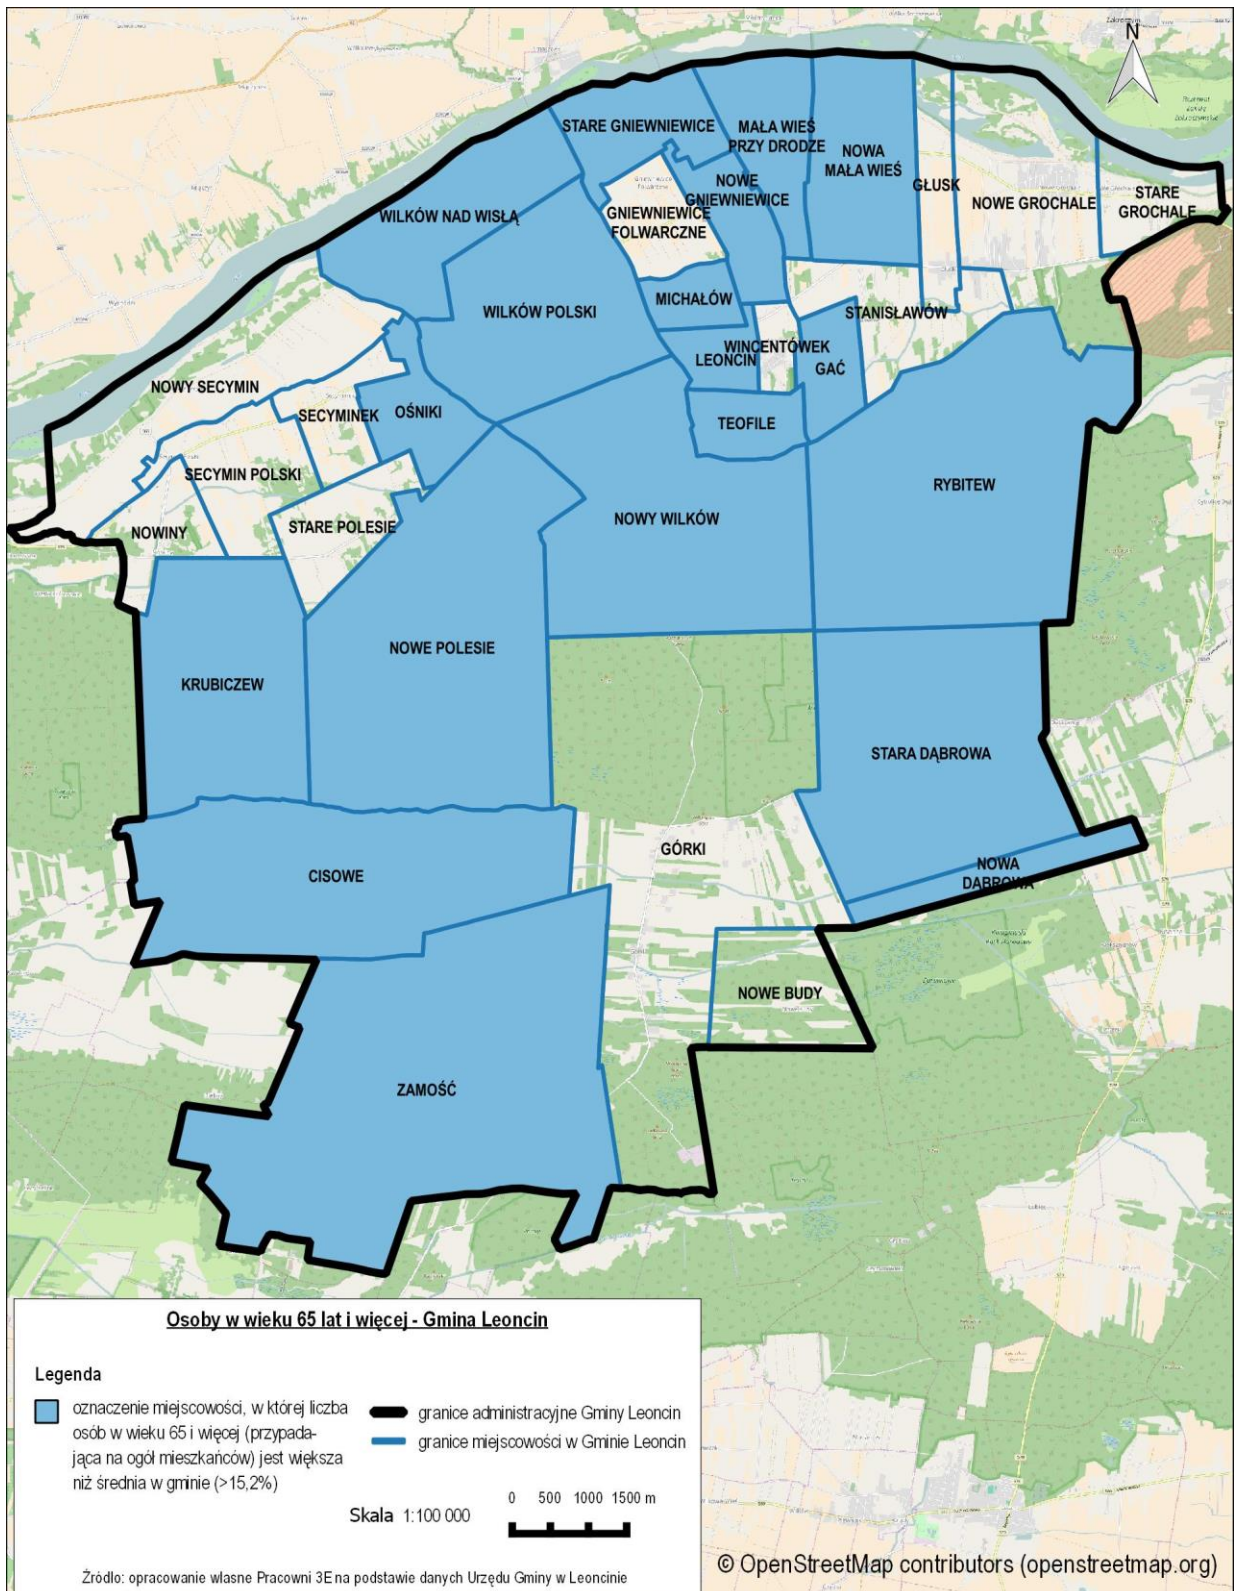 Zakroczym
N
STARE GNIEWNIEWICE
MAŁA WIEŚ
PRZY DRODZE
NOWA
MAŁA WIEŚ
NOWE
GNIEWNIEWICE
GŁUSK
NOWE GROCHALE
STARE
GROCHALE
WILKÓW NAD WISŁĄ
GNIEWNIEWICE
FOLWARCZNE
MICHAŁÓW
WILKÓW POLSKI
STANISŁAWÓW
WINCENTÓWEK
LEONCIN
GAĆ
NOWY SECYMIN
SECYMINEK
OŚNIKI
TEOFILE
SECYMIN POLSKI
RYBITEW
NOWINY
STARE POLESIE
NOWY WILKÓW
NOWE POLESIE
KRUBICZEW
STARA DĄBROWA
GÓRKI
CISOWE
NOWA
DĄBROWA
NOWE BUDY
ZAMOŚĆ
Osoby w wieku 65 lat i więcej - Gmina Leoncin
Legenda
oznaczenie miejscowości, w której liczba
osób w wieku 65 i więcej (przypada-
jąca na ogół mieszkańców) jest większa
niż średnia w gminie (>15,2%)
granice administracyjne Gminy Leoncin
granice miejscowości w Gminie Leoncin
Skala 1:100 000
0 500 1000 1500 m
Źródło: opracowanie własne Pracowni 3E na podstawie danych Urzędu Gminy w Leoncinie
© OpenStreetMap contributors (openstreetmap.org)